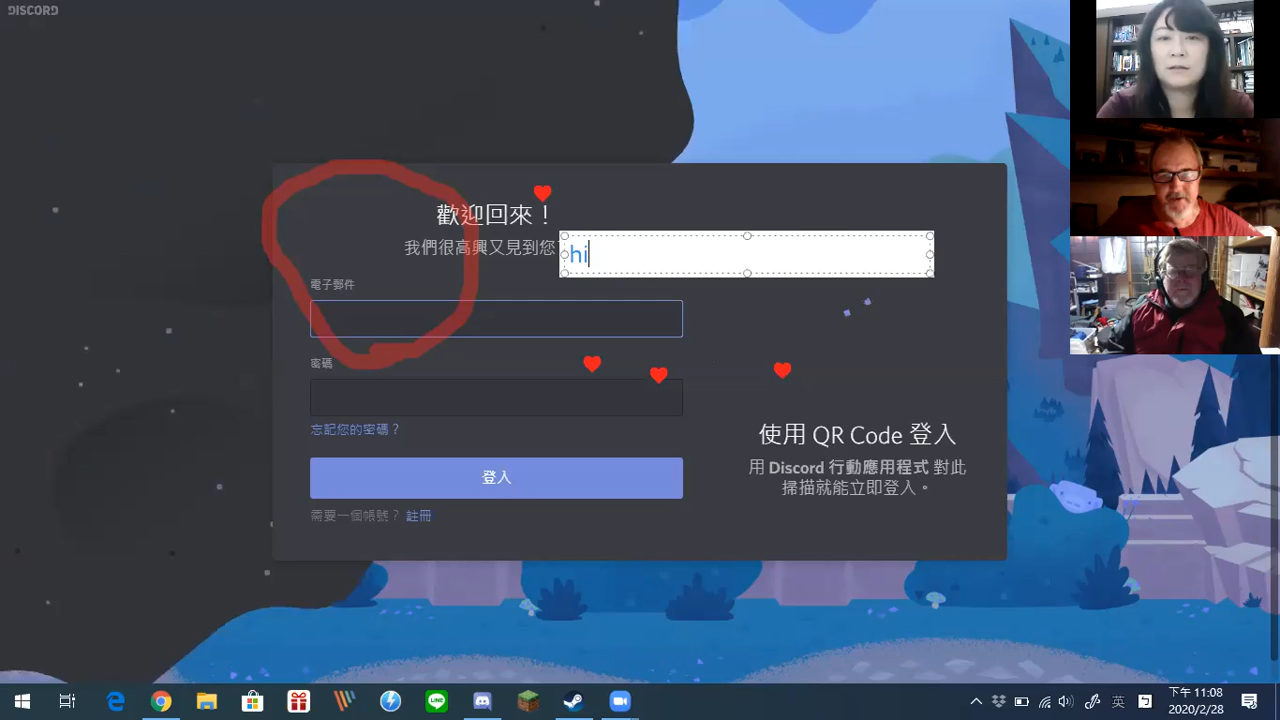 DISCORD
歡迎回來！
我們很高興又見到您
hi
電子郵件
密碼
忘記您的密碼？
登入
需要一個帳號？ 註冊
使用 QR Code 登入
用 Discord 行動應用程式 對此
掃描就能立即登入。
英
下午 11:08
2020/2/28
LINE